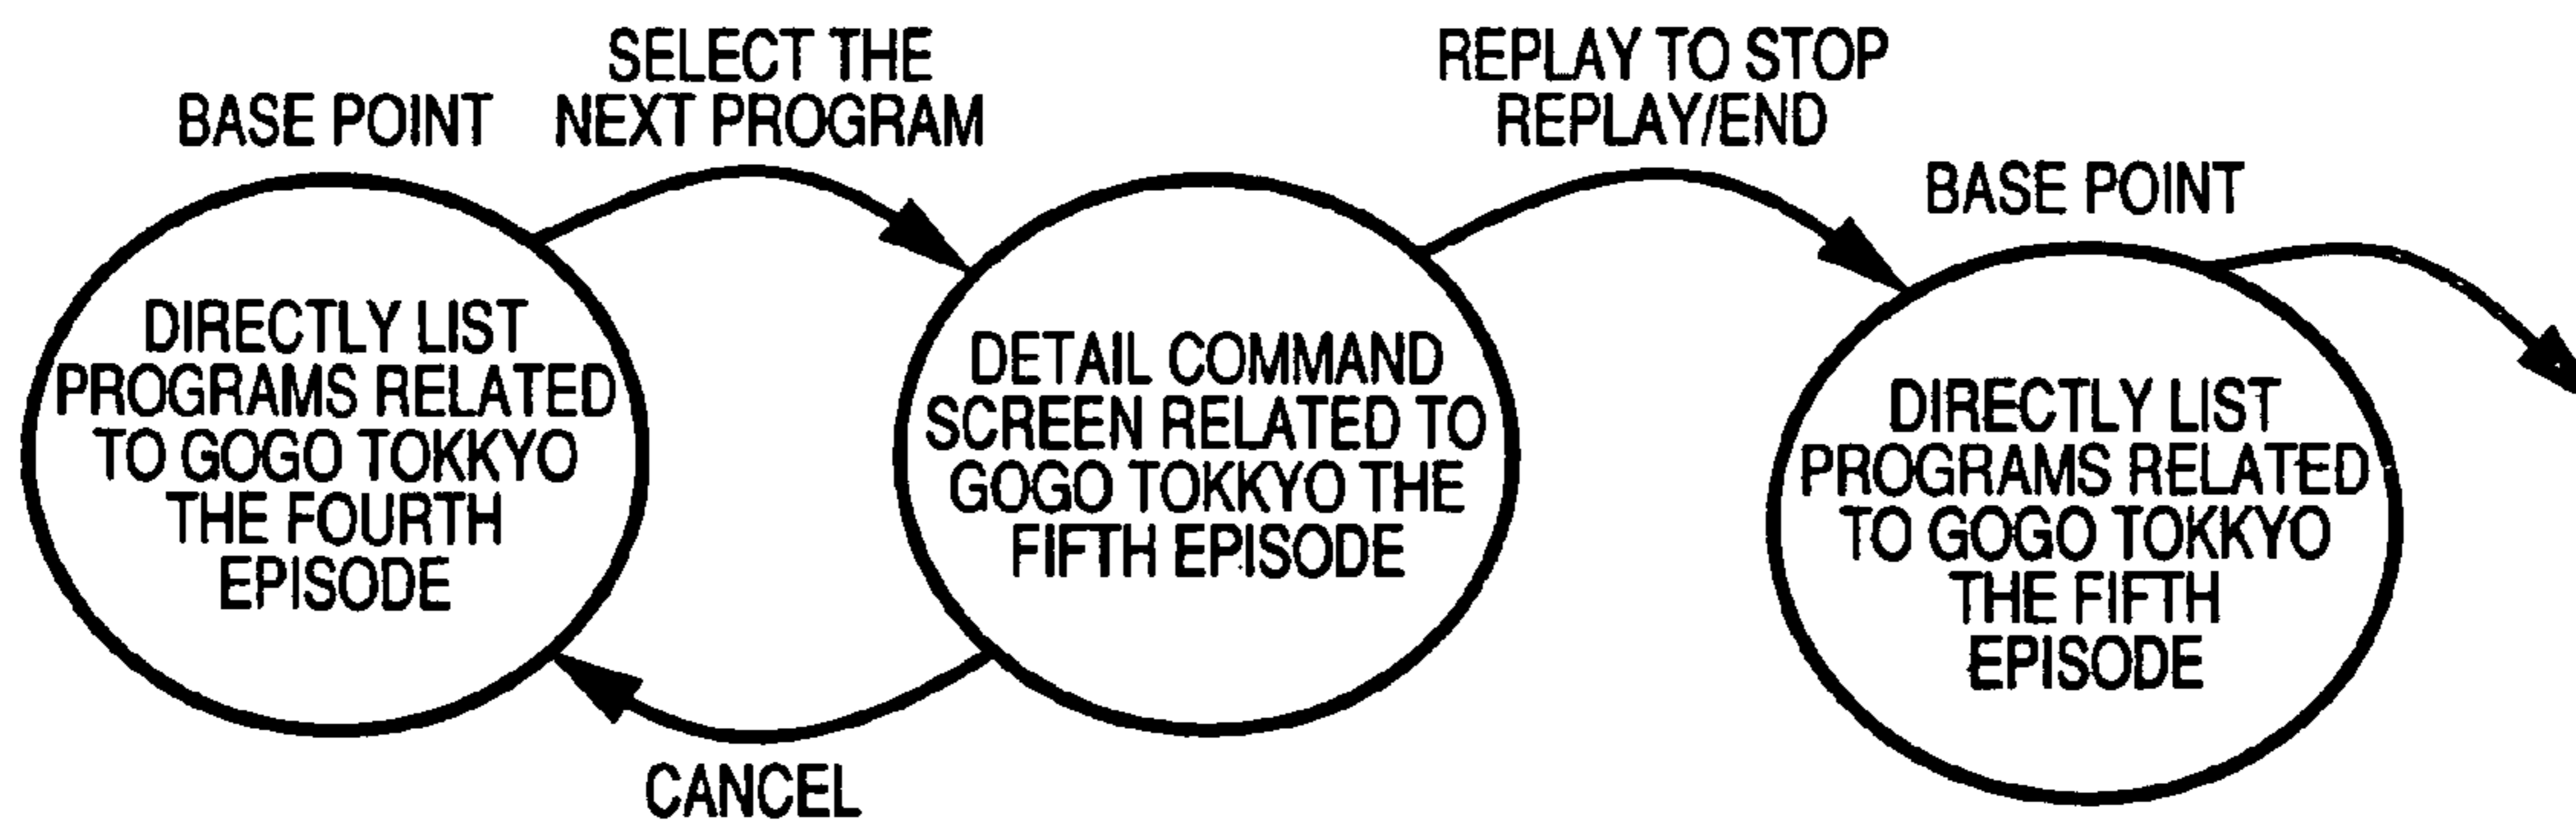 BASE POINT
SELECT THE
NEXT PROGRAM
REPLAY TO STOP
REPLAY/END
BASE POINT
DIRECTLY LIST
PROGRAMS RELATED
TO GOGO TOKKYO
THE FOURTH
EPISODE
DETAIL COMMAND
SCREEN RELATED TO
GOGO TOKKYO THE
FIFTH EPISODE
DIRECTLY LIST
PROGRAMS RELATED
TO GOGO TOKKYO
THE FIFTH
EPISODE
CANCEL